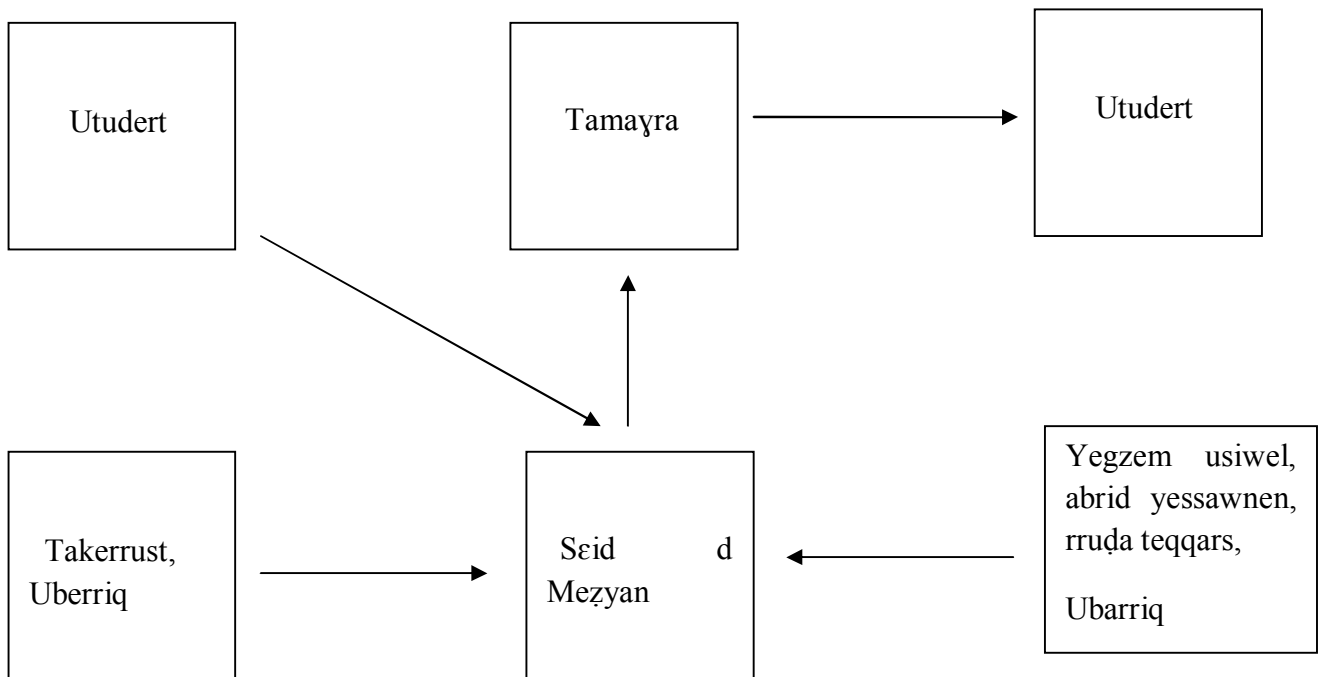 Utudert
Tamaɣra
Utudert
Takerrust,
Uberriq
Sɛid d
Meẓyan
Yegzem usiwel,
abrid yessawnen,
rruḍa teqqars,
Ubarriq